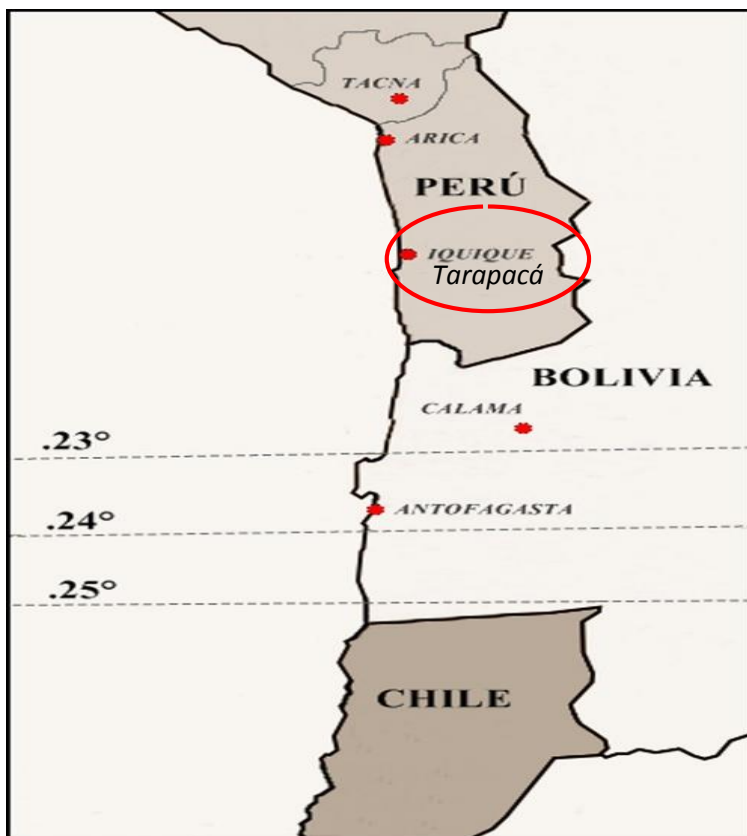 TACNA
ARICA
PERÚ
IQUIQUE
Tarapacá
BOLIVIA
CALAMA
.23°
ANTOFAGASTA
.24°
.25°
CHILE